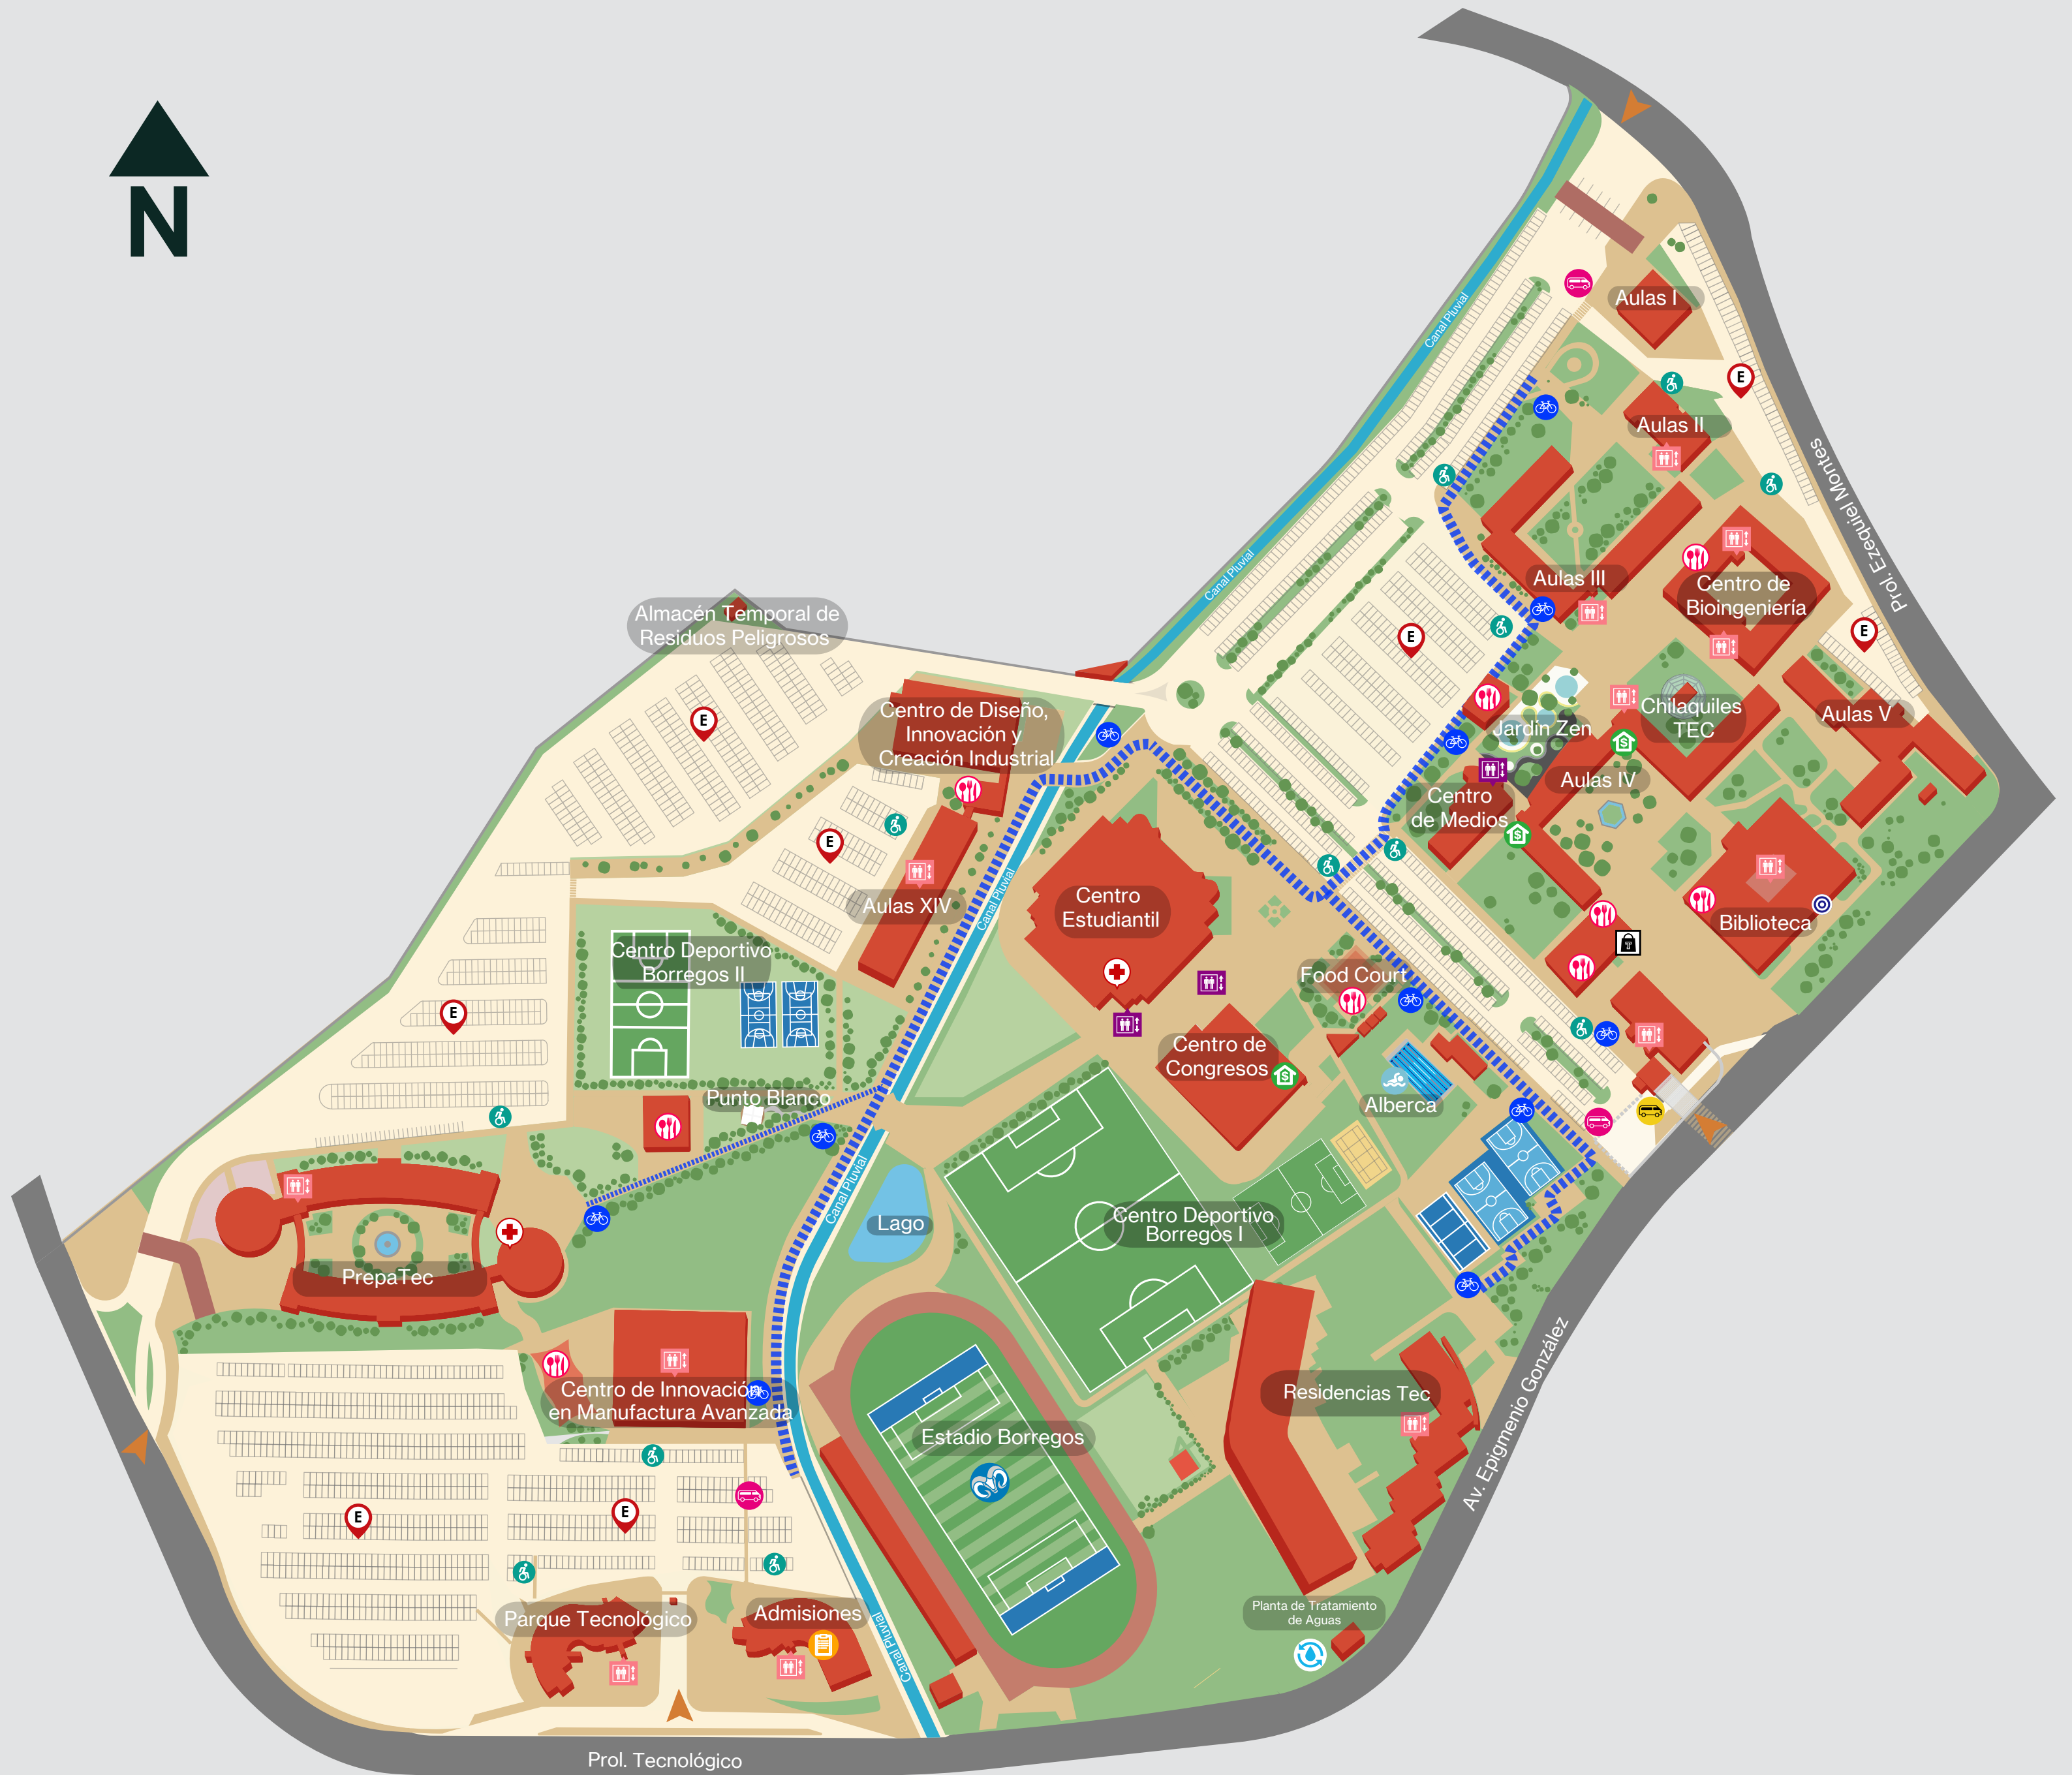 N
Canal Pluvial
Aulas I
E
Aulas II
Prol. Ezequiel Montes
Canal Pluvial
Aulas III
Centro de
Bioingeniería
E
E
Almacén Temporal de
Residuos Peligrosos
E
Centro de Diseño,
Innovación y
Creación Industrial
Chilaquiles
TEC
Aulas V
Jardín Zen
Aulas IV
Centro
de Medios
E
Aulas XIV
Canal Pluvial
Centro
Estudiantil
Biblioteca
Centro Deportivo
Borregos II
Food Court
E
Centro de
Congresos
Punto Blanco
Alberca
Canal Pluvial
Lago
Centro Deportivo
Borregos I
PrepaTec
Centro de Innovación
en Manufactura Avanzada
Residencias Tec
Av. Epigmenio González
Estadio Borregos
E
E
Parque Tecnológico
Admisiones
Canal Pluvial
Planta de Tratamiento
de Aguas
Prol. Tecnológico